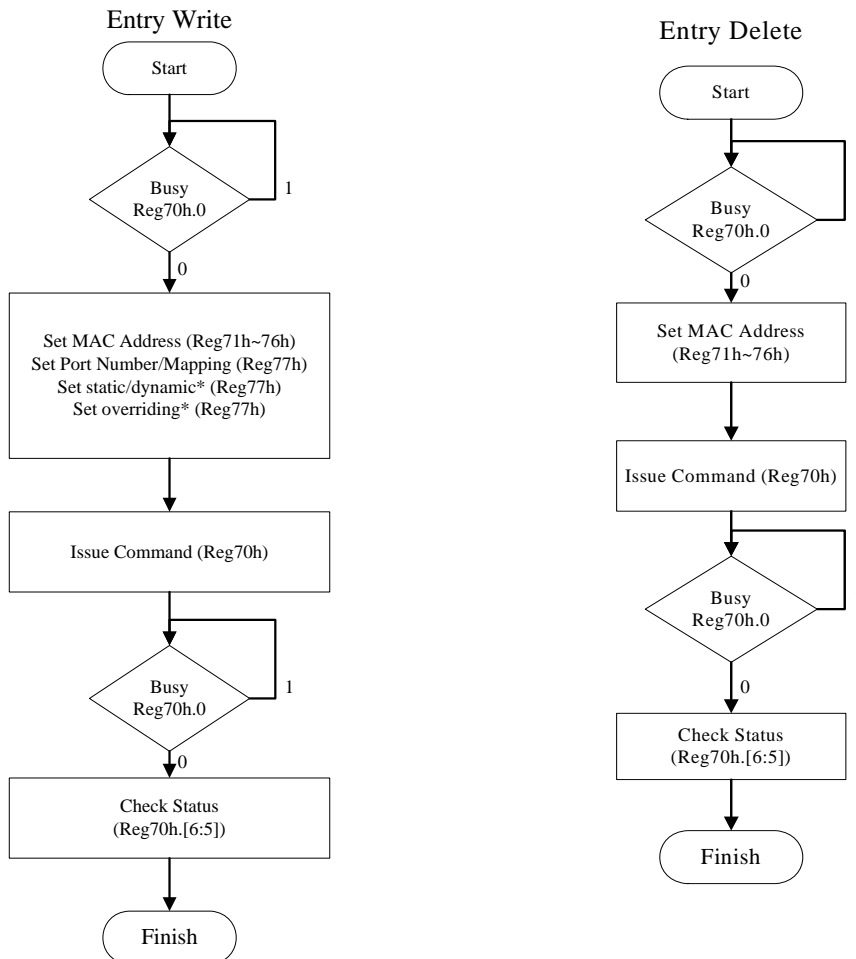 Entry Write
Start
Busy
Reg70h.0
1
0
Set MAC Address (Reg71h~76h)
Set Port Number/Mapping (Reg77h)
Set static/dynamic* (Reg77h)
Set overriding* (Reg77h)
Issue Command (Reg70h)
Busy
Reg70h.0
1
0
Check Status
(Reg70h.[6:5])
Finish
Entry Delete
Start
Busy
Reg70h.0
0
Set MAC Address
(Reg71h~76h)
Issue Command (Reg70h)
Busy
Reg70h.0
0
Check Status
(Reg70h.[6:5])
Finish